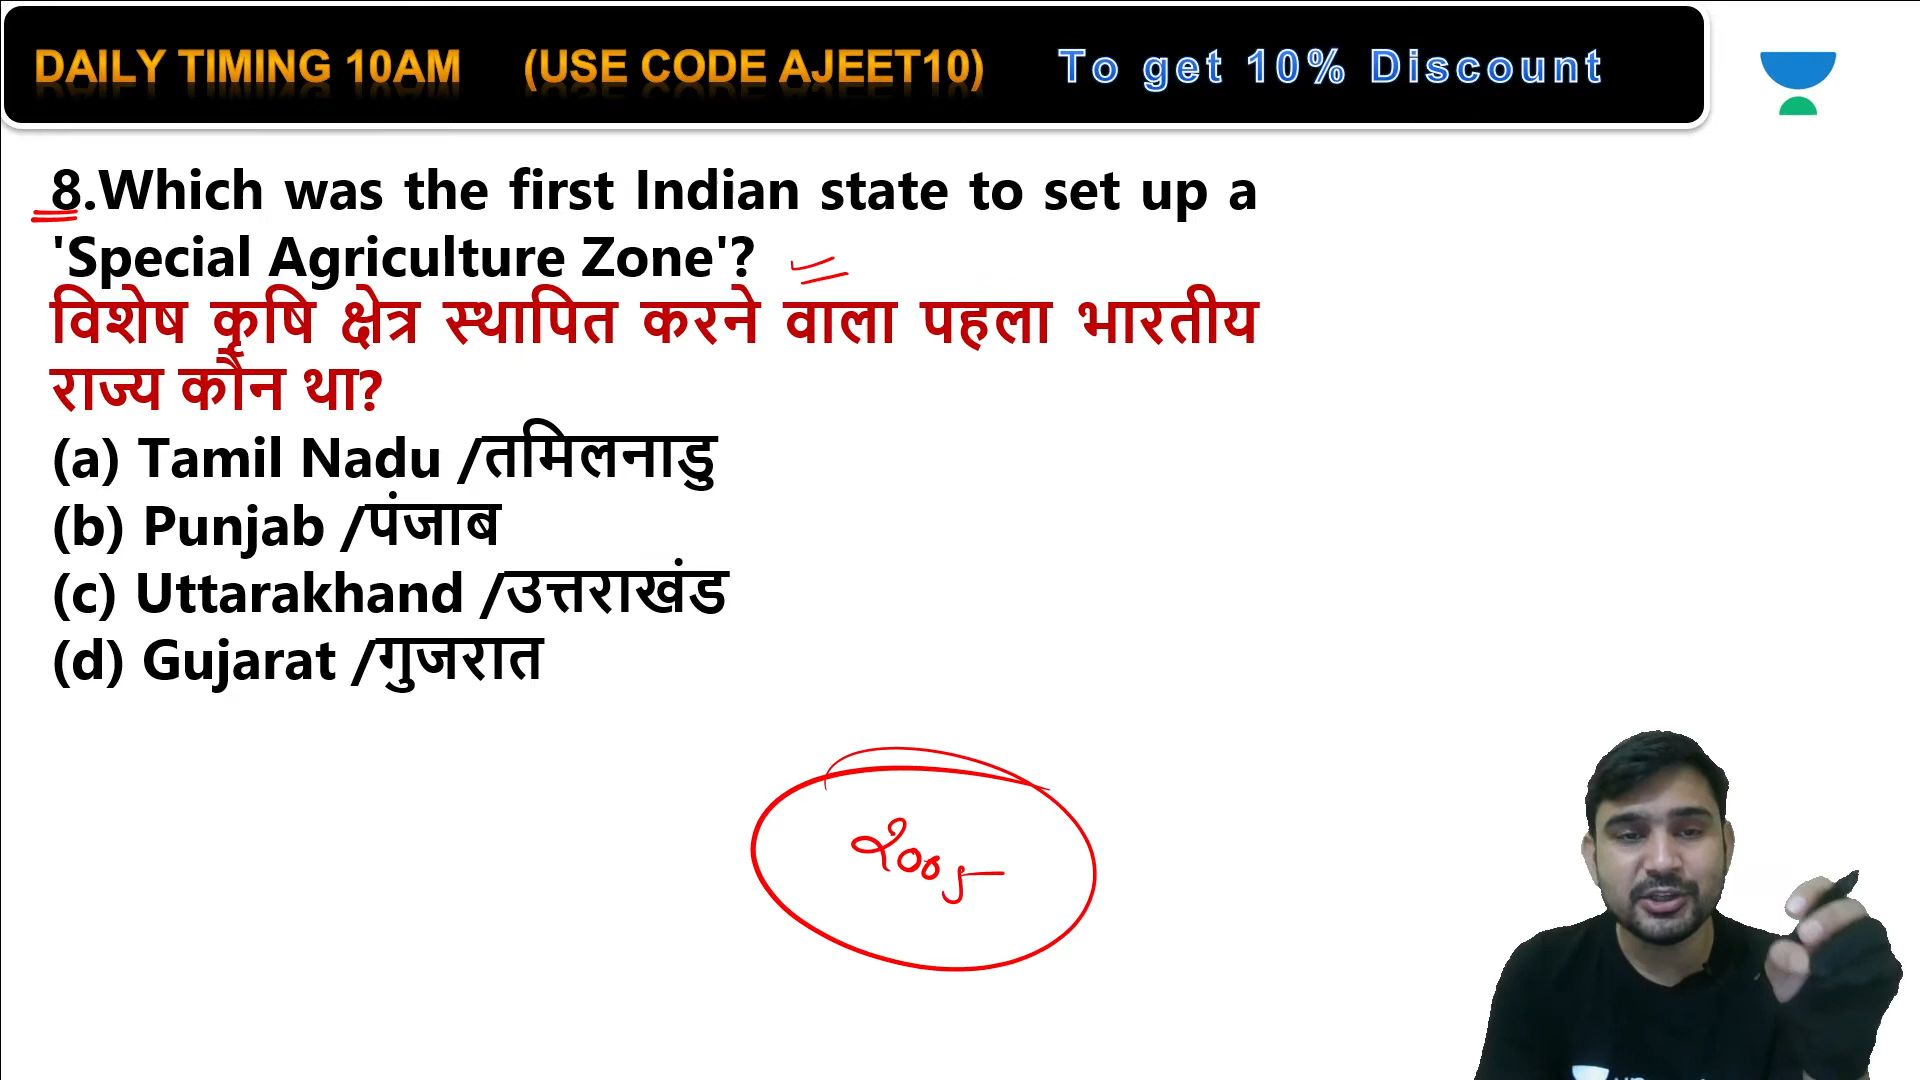 DAILY TIMING 10AM (USE CODE AJEET10) To get 10% Discount
8.Which was the first Indian state to set up a
'Special Agriculture Zone'?
विशेष कृषि क्षेत्र स्थापित करने वाला पहला भारतीय
राज्य कौन था?
(a) Tamil Nadu /तमिलनाडु
(b) Punjab /पंजाब
(c) Uttarakhand /उत्तराखंड
(d) Gujarat /गुजरात
2005